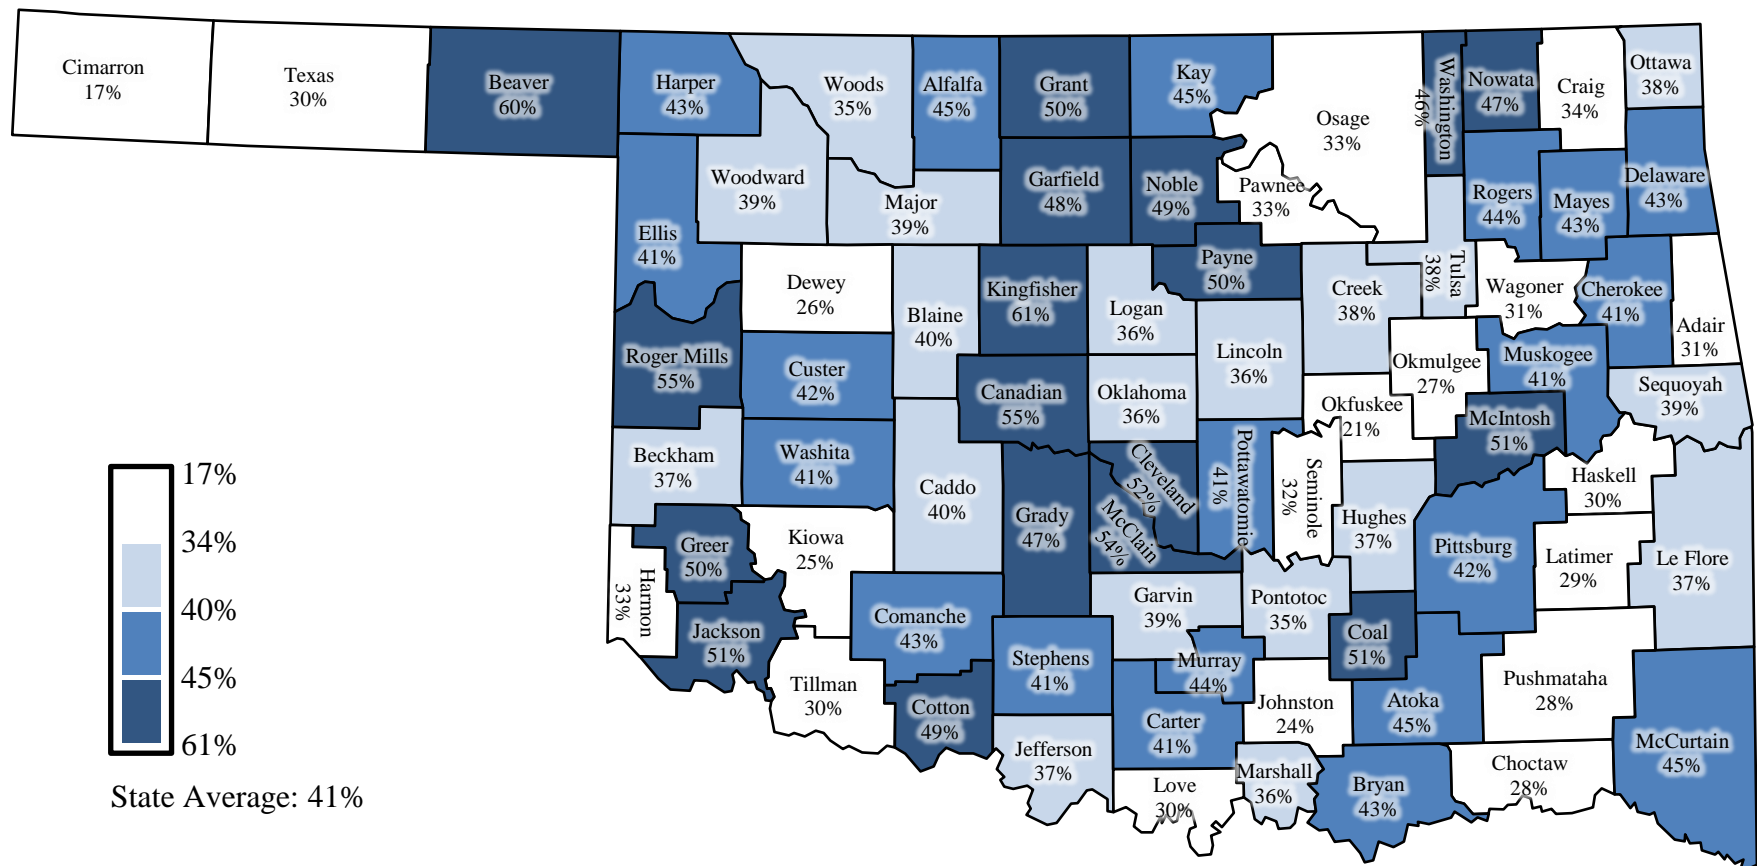 Cimarron
17%
Texas
30%
Beaver
60%
Harper
43%
Woods
35%
Alfalfa
45%
Grant
50%
Kay
45%
Osage
33%
Washington
46%
Nowata
47%
Craig
34%
Ottawa
38%
Woodward
39%
Major
39%
Garfield
48%
Noble
49%
Pawnee
33%
Rogers
44%
Mayes
43%
Delaware
43%
Ellis
41%
Dewey
26%
Blaine
40%
Kingfisher
61%
Logan
36%
Payne
50%
Creek
38%
Tulsa
38%
Wagoner
31%
Cherokee
41%
Adair
31%
Roger Mills
55%
Custer
42%
Canadian
55%
Oklahoma
36%
Lincoln
36%
Okmulgee
27%
Muskogee
41%
Sequoyah
39%
Okfuskee
21%
McIntosh
51%
Beckham
37%
Washita
41%
Caddo
40%
Grady
47%
Cleveland
52%
McClain
54%
Pottawatomie
41%
Seminole
32%
Hughes
37%
Haskell
30%
Pittsburg
42%
Latimer
29%
Le Flore
37%
Greer
50%
Kiowa
25%
Harmon
33%
Jackson
51%
Comanche
43%
Garvin
39%
Pontotoc
35%
Coal
51%
Stephens
41%
Murray
44%
Tillman
30%
Cotton
49%
Carter
41%
Johnston
24%
Atoka
45%
Pushmataha
28%
McCurtain
45%
Jefferson
37%
Love
30%
Marshall
36%
Bryan
43%
Choctaw
28%
17%
34%
40%
45%
61%
State Average: 41%